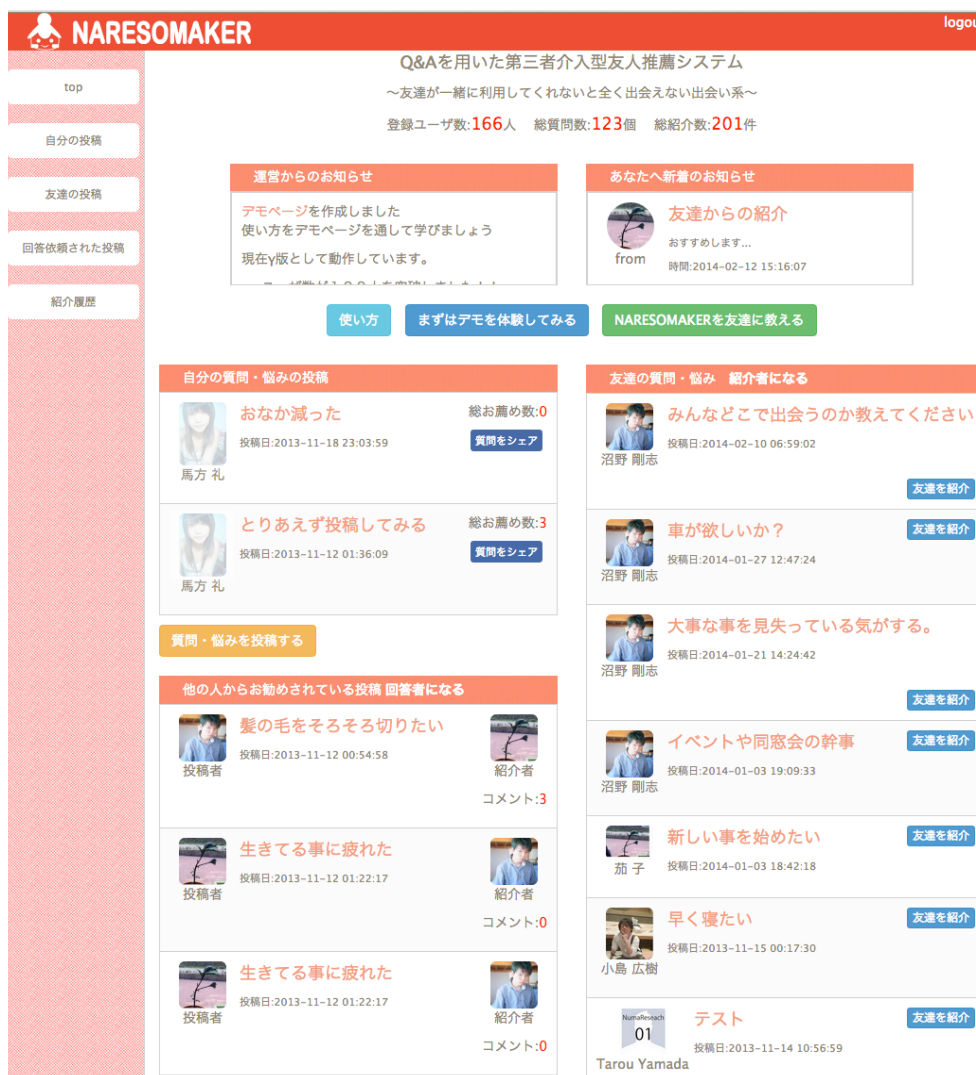 NARESOMAKER
logou
top
自分の投稿
友達の投稿
回答依頼された投稿
紹介履歴
Q&Aを用いた第三者介入型友人推薦システム
〜友達が一緒に利用してくれないと全く出会えない出会い系〜
登録ユーザ数:166人 総質問数:123個 総紹介数:201件
運営からのお知らせ
デモページを作成しました
使い方をデモページを通して学びましょう
現在γ版として動作しています。
あなたへ新着のお知らせ
友達からの紹介
おすすめします...
from
時間:2014-02-12 15:16:07
使い方
まずはデモを体験してみる
NARESOMAKERを友達に教える
自分の質問・悩みの投稿
おなか減った
総お薦め数:0
投稿日:2013-11-18 23:03:59
質問をシェア
馬方 礼
とりあえず投稿してみる
総お薦め数:3
投稿日:2013-11-12 01:36:09
質問をシェア
馬方 礼
質問・悩みを投稿する
他の人からお勧めされている投稿 回答者になる
髪の毛をそろそろ切りたい
投稿日:2013-11-12 00:54:58
投稿者
紹介者
コメント:3
生きてる事に疲れた
投稿日:2013-11-12 01:22:17
投稿者
紹介者
コメント:0
生きてる事に疲れた
投稿日:2013-11-12 01:22:17
投稿者
紹介者
コメント:0
友達の質問・悩み 紹介者になる
みんなどこで出会うのか教えてください
投稿日:2014-02-10 06:59:02
沼野 剛志
友達を紹介
車が欲しいか？
友達を紹介
投稿日:2014-01-27 12:47:24
沼野 剛志
大事な事を見失っている気がする。
投稿日:2014-01-21 14:24:42
沼野 剛志
友達を紹介
イベントや同窓会の幹事
友達を紹介
投稿日:2014-01-03 19:09:33
沼野 剛志
新しい事を始めたい
友達を紹介
投稿日:2014-01-03 18:42:18
茄 子
早く寝たい
友達を紹介
投稿日:2013-11-15 00:17:30
小島 広樹
NumaReseach
01
テスト
友達を紹介
投稿日:2013-11-14 10:56:59
Tarou Yamada